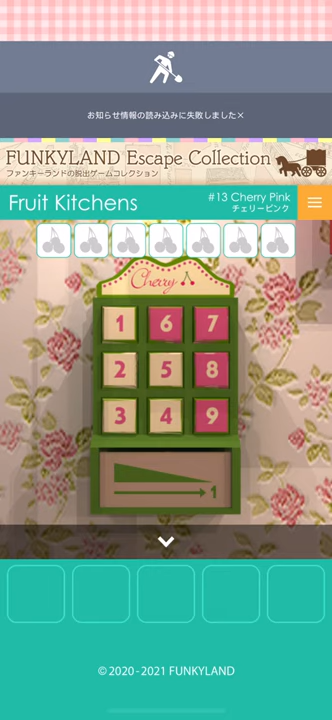 お知らせ情報の読み込みに失敗しました×
FUNKYLAND Escape Collection
ファンキーランドの脱出ゲームコレクション
Fruit Kitchens
#13 Cherry Pink
チェリーピンク
Cherry
1 6 7
2 5 8
3 4 9
1
© 2020-2021 FUNKYLAND